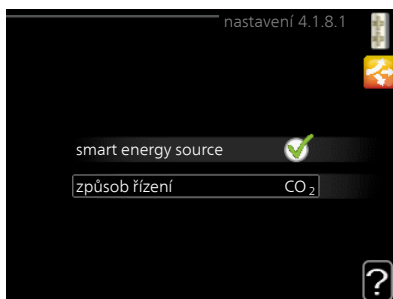 nastavení 4.1.8.1
smart energy source
způsob řízení CO₂
?